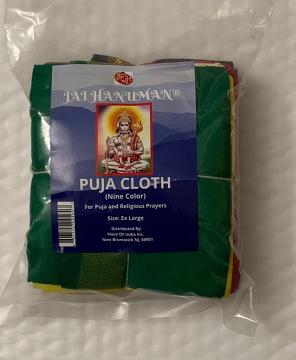 JAI HANUMAN®
PUJA CLOTH
(Nine Color)
For Puja and Religious Prayers
Size: Ex Large
Distributed By:
Piece Of India Inc.
New Brunswick NJ, 08901